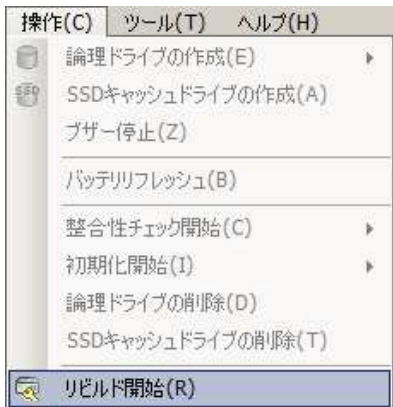 操作(C) ツール(T) ヘルプ(H)
論理ドライブの作成(E)
SSDキャッシュドライブの作成(A)
ブザー停止(Z)
バッテリリフレッシュ(B)
整合性チェック開始(C)
初期化開始(I)
論理ドライブの削除(D)
SSDキャッシュドライブの削除(T)
リビルド開始(R)